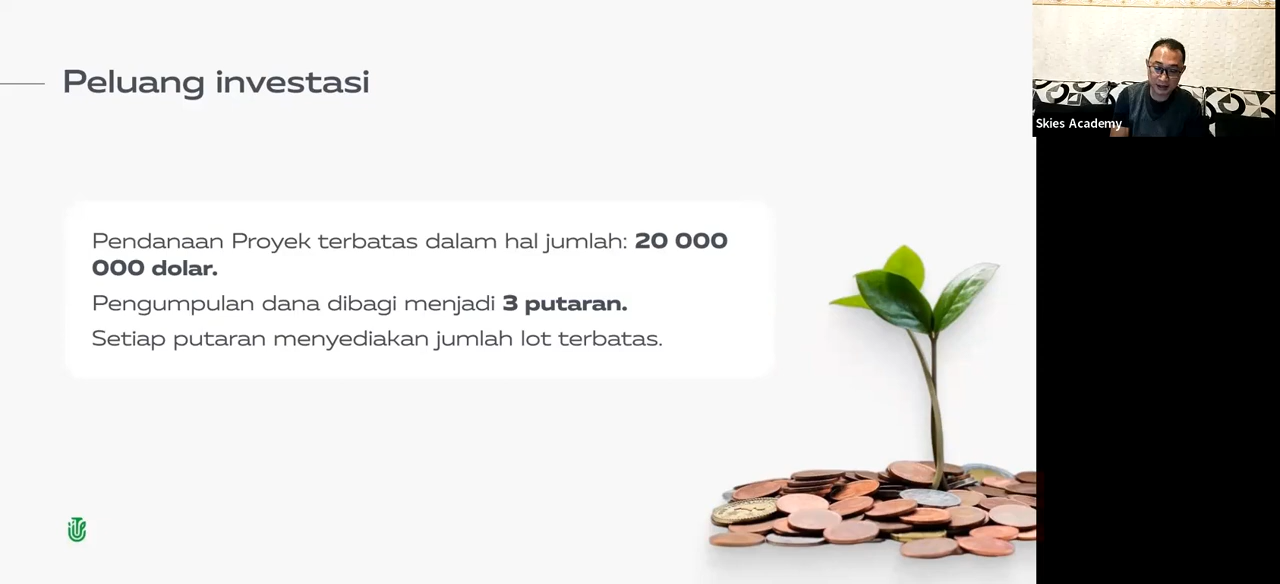 Peluang investasi
Pendanaan Proyek terbatas dalam hal jumlah: 20 000
000 dolar.
Pengumpulan dana dibagi menjadi 3 putaran.
Setiap putaran menyediakan jumlah lot terbatas.
Skies Academy